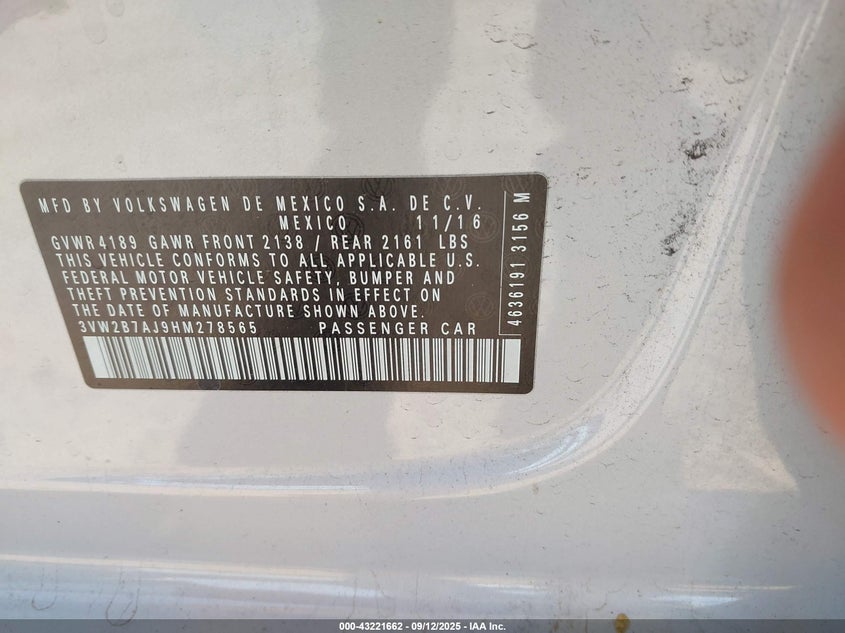 MFD BY VOLKSWAGEN DE MEXICO S.A. DE C.V.
MEXICO 11/16
GVWR 4189 GAWR FRONT 2138 / REAR 2161 LBS
THIS VEHICLE CONFORMS TO ALL APPLICABLE U.S.
FEDERAL MOTOR VEHICLE SAFETY, BUMPER AND
THEFT PREVENTION STANDARDS IN EFFECT ON
THE DATE OF MANUFACTURE SHOWN ABOVE.
3VW2B7AJ9HM278565 PASSENGER CAR
4636191 3156 M
000-43221662 - 09/12/2025 - IAA Inc.